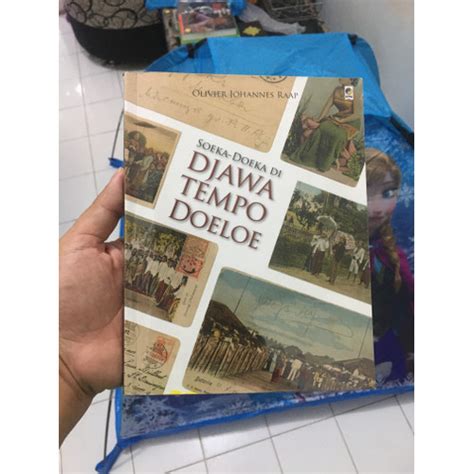 OLIVIER JOHANNES RAAP
SOEKA-DOEKA DI
DJAWA
TEMPO
DOELOE